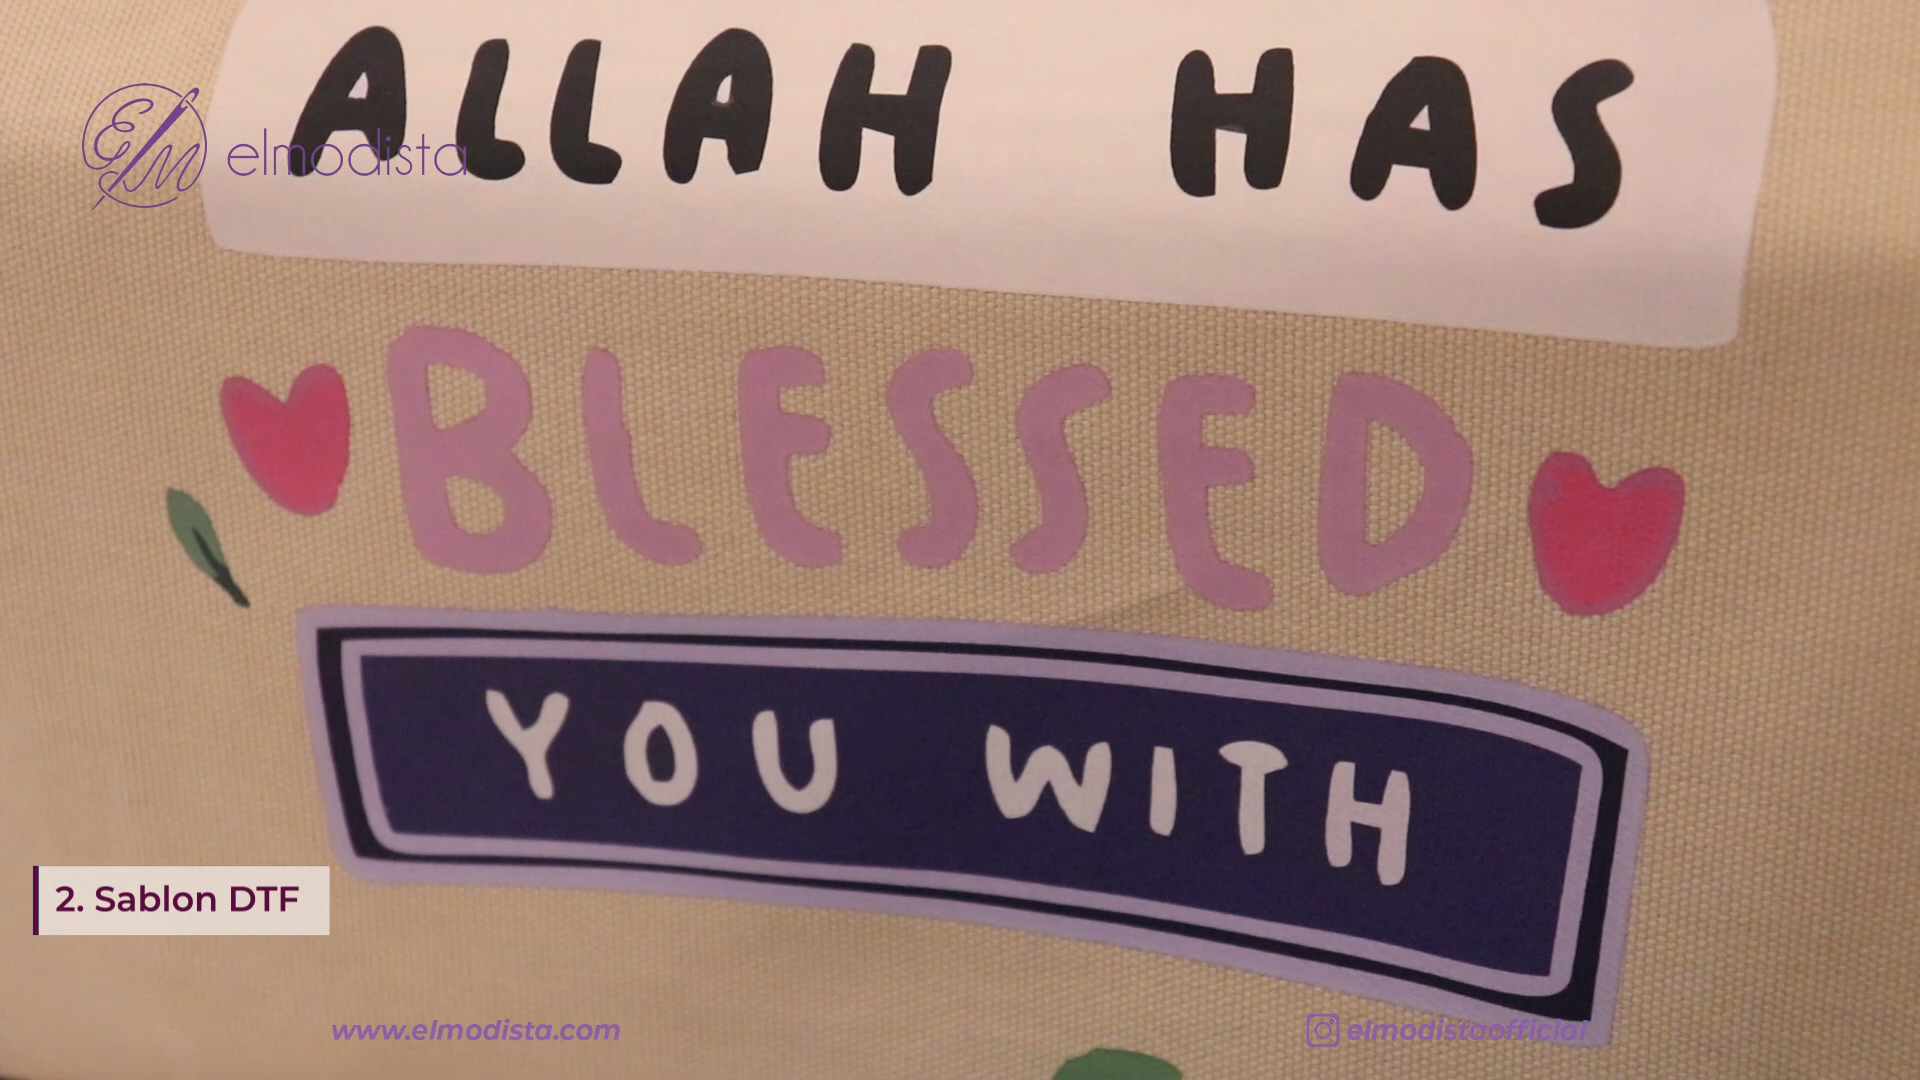 ALLAH HAS
elmodista
BLESSED
YOU WITH
2. Sablon DTF
www.elmodista.com
elmodistaofficial